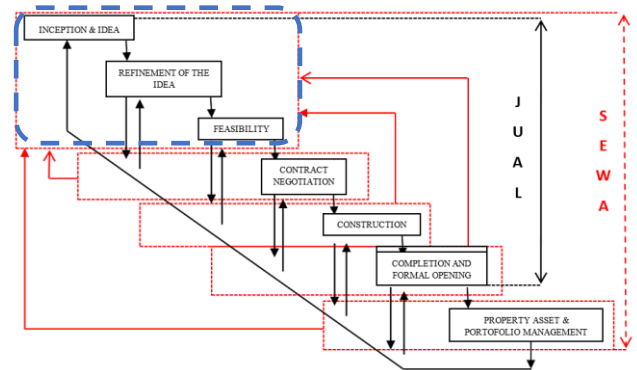 INCEPTION & IDEA
REFINEMENT OF THE
IDEA
FEASIBILITY
CONTRACT
NEGOTIATION
CONSTRUCTION
COMPLETION AND
FORMAL OPENING
PROPERTY ASSET &
PORTOFOLIO MANAGEMENT
J
U
A
L
S
E
W
A